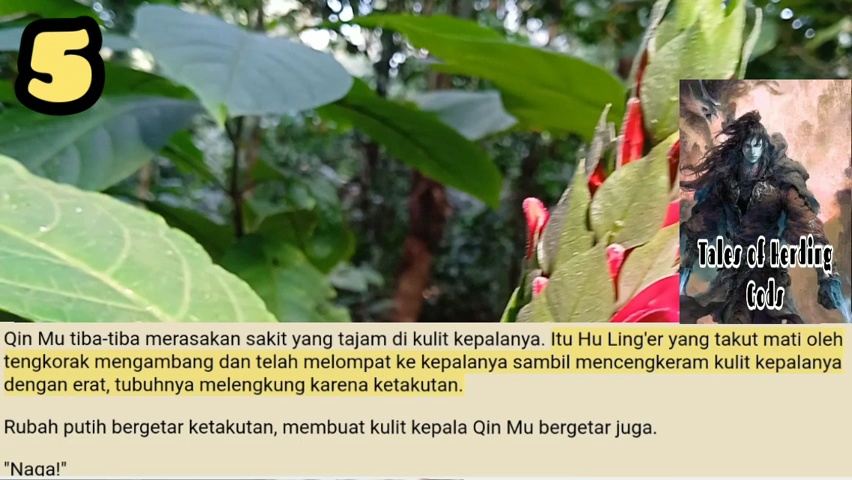 5
Tales of Herding
Gods
Qin Mu tiba-tiba merasakan sakit yang tajam di kulit kepalanya. Itu Hu Ling'er yang takut mati oleh
tengkorak mengambang dan telah melompat ke kepalanya sambil mencengkeram kulit kepalanya
dengan erat, tubuhnya melengkung karena ketakutan.
Rubah putih bergetar ketakutan, membuat kulit kepala Qin Mu bergetar juga.
"Naga!"